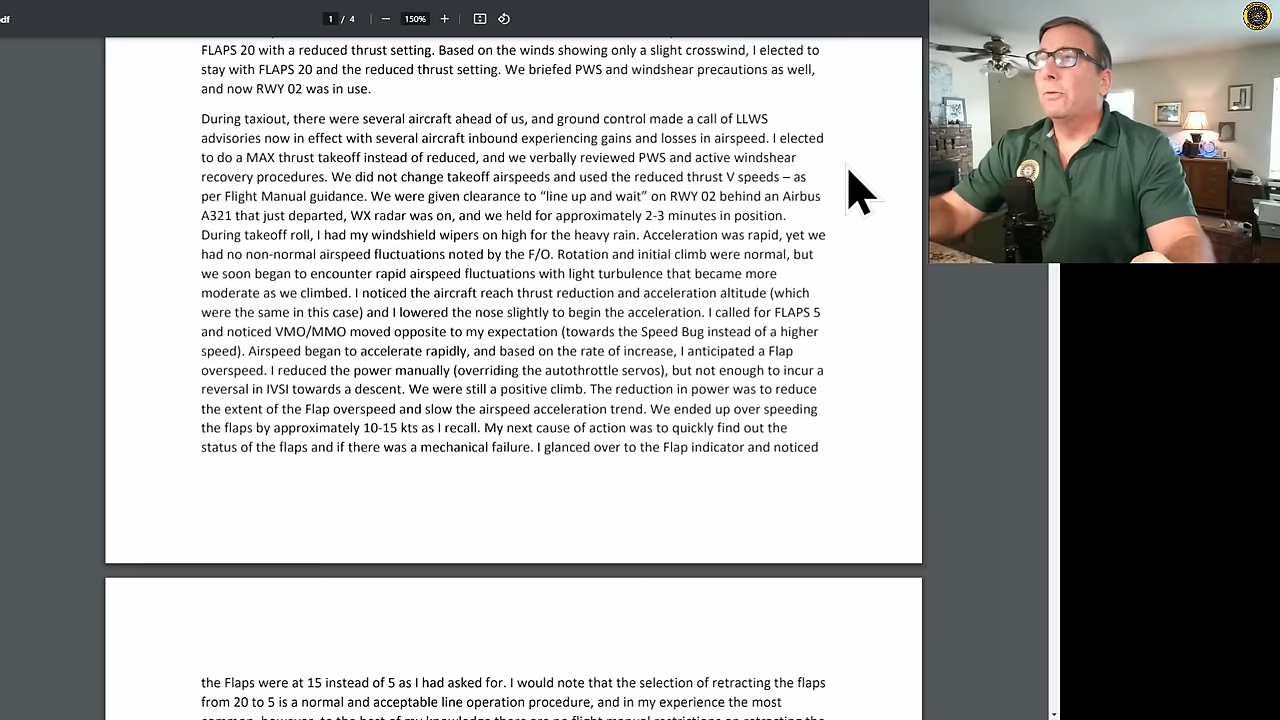 df
1 / 4
150%
FLAPS 20 with a reduced thrust setting. Based on the winds showing only a slight crosswind, I elected to
stay with FLAPS 20 and the reduced thrust setting. We briefed PWS and windshear precautions as well,
and now RWY 02 was in use.
During taxiout, there were several aircraft ahead of us, and ground control made a call of LLWS
advisories now in effect with several aircraft inbound experiencing gains and losses in airspeed. I elected
to do a MAX thrust takeoff instead of reduced, and we verbally reviewed PWS and active windshear
recovery procedures. We did not change takeoff airspeeds and used the reduced thrust V speeds – as
per Flight Manual guidance. We were given clearance to “line up and wait” on RWY 02 behind an Airbus
A321 that just departed, WX radar was on, and we held for approximately 2-3 minutes in position.
During takeoff roll, I had my windshield wipers on high for the heavy rain. Acceleration was rapid, yet we
had no non-normal airspeed fluctuations noted by the F/O. Rotation and initial climb were normal, but
we soon began to encounter rapid airspeed fluctuations with light turbulence that became more
moderate as we climbed. I noticed the aircraft reach thrust reduction and acceleration altitude (which
were the same in this case) and I lowered the nose slightly to begin the acceleration. I called for FLAPS 5
and noticed VMO/MMO moved opposite to my expectation (towards the Speed Bug instead of a higher
speed). Airspeed began to accelerate rapidly, and based on the rate of increase, I anticipated a Flap
overspeed. I reduced the power manually (overriding the autothrottle servos), but not enough to incur a
reversal in IVSI towards a descent. We were still a positive climb. The reduction in power was to reduce
the extent of the Flap overspeed and slow the airspeed acceleration trend. We ended up over speeding
the flaps by approximately 10-15 kts as I recall. My next cause of action was to quickly find out the
status of the flaps and if there was a mechanical failure. I glanced over to the Flap indicator and noticed
the Flaps were at 15 instead of 5 as I had asked for. I would note that the selection of retracting the flaps
from 20 to 5 is a normal and acceptable line operation procedure, and in my experience the most
common, however, to the best of my knowledge there are no flight manual restrictions on retracting the